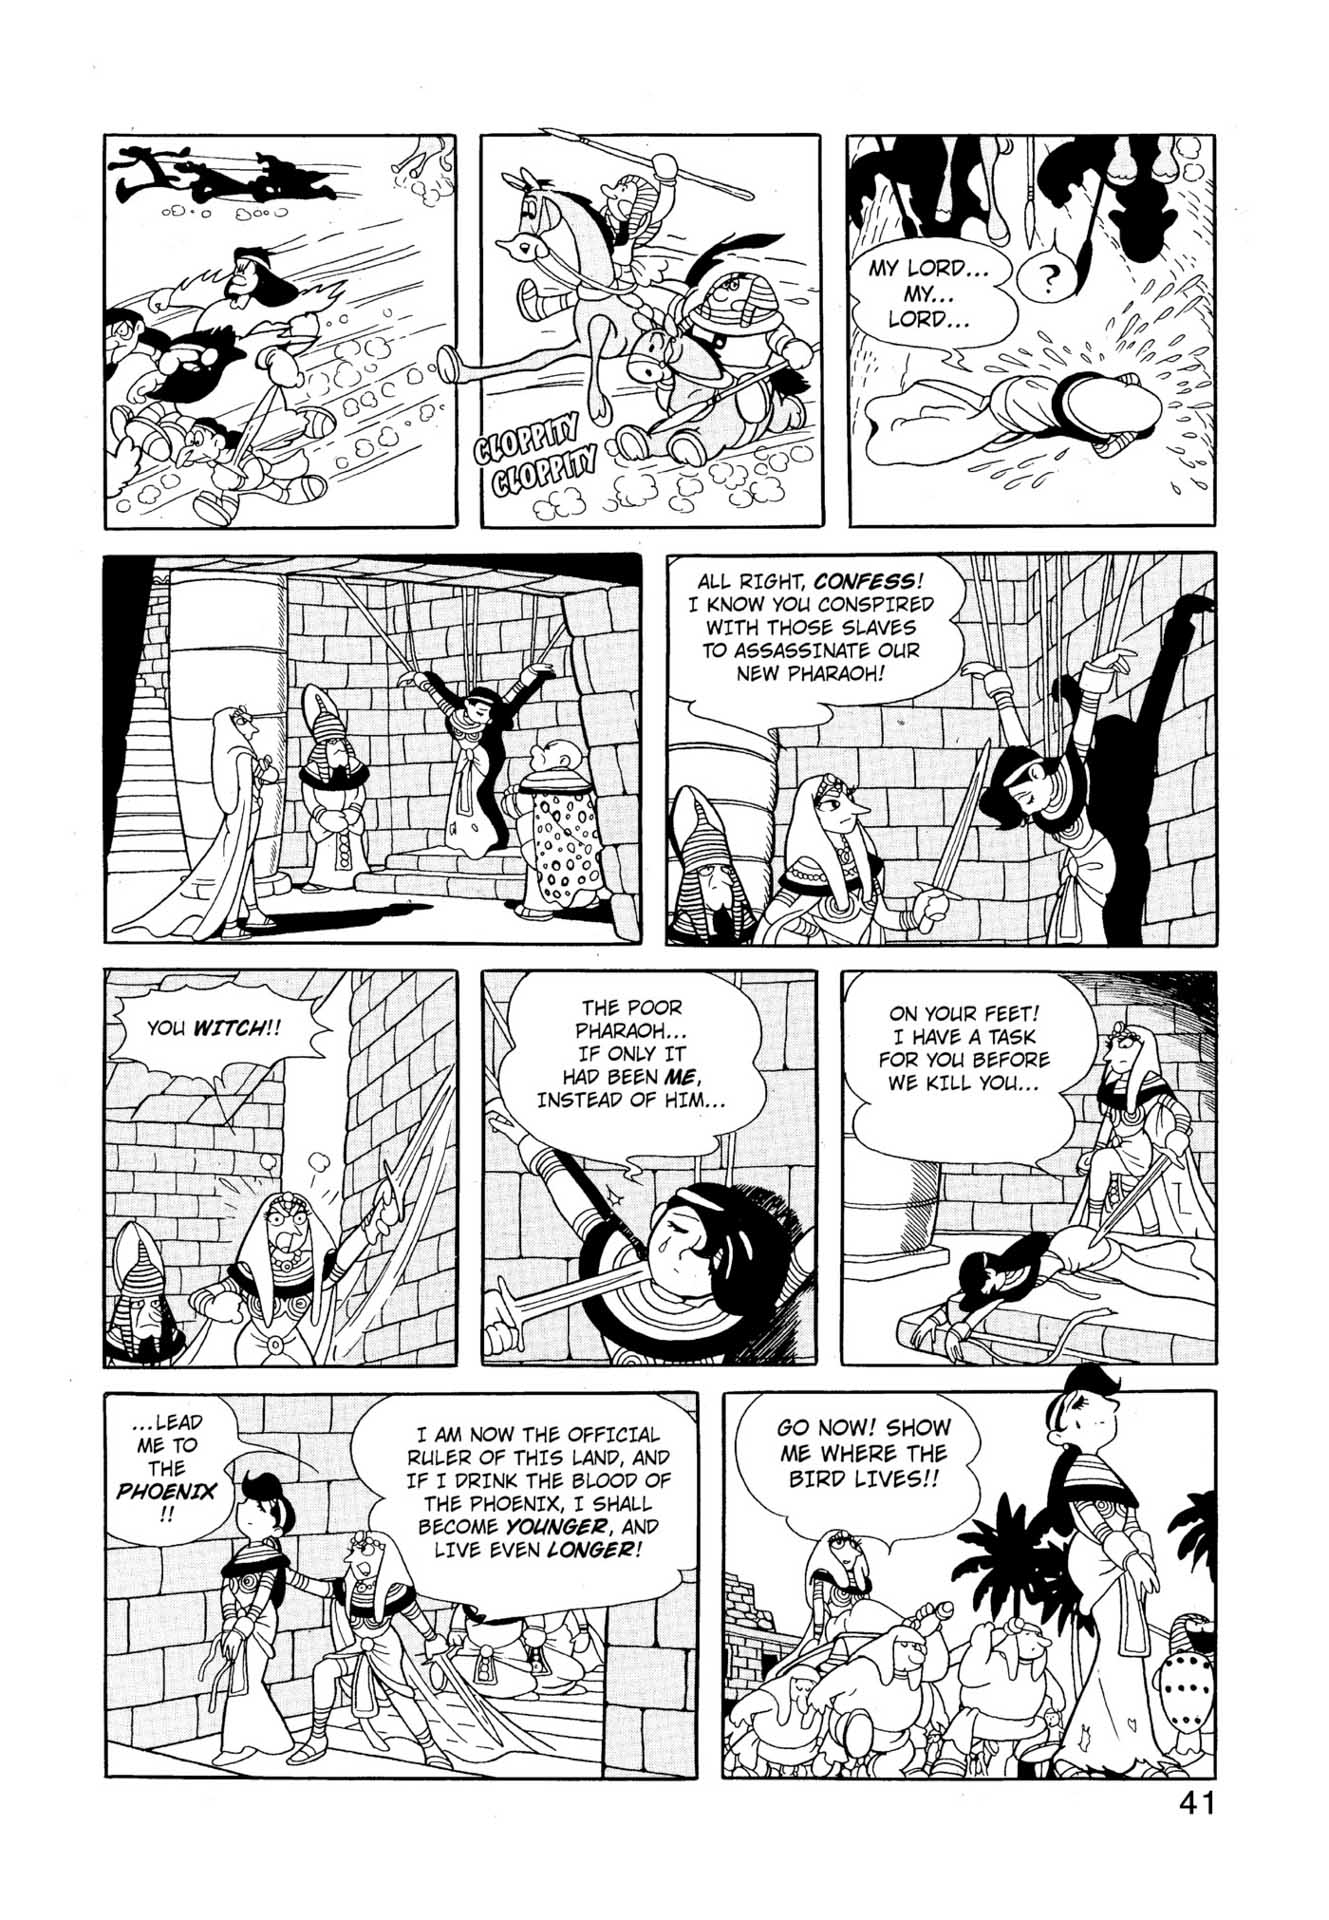 CLOPPITY
CLOPPITY
MY LORD...
MY...
LORD...
?
ALL RIGHT, CONFESS!
I KNOW YOU CONSPIRED
WITH THOSE SLAVES
TO ASSASSINATE OUR
NEW PHARAOH!
YOU WITCH!!
THE POOR
PHARAOH...
IF ONLY IT
HAD BEEN ME,
INSTEAD OF HIM...
ON YOUR FEET!
I HAVE A TASK
FOR YOU BEFORE
WE KILL YOU...
...LEAD
ME TO
THE
PHOENIX
!!
I AM NOW THE OFFICIAL
RULER OF THIS LAND, AND
IF I DRINK THE BLOOD OF
THE PHOENIX, I SHALL
BECOME YOUNGER, AND
LIVE EVEN LONGER!
GO NOW! SHOW
ME WHERE THE
BIRD LIVES!!
41